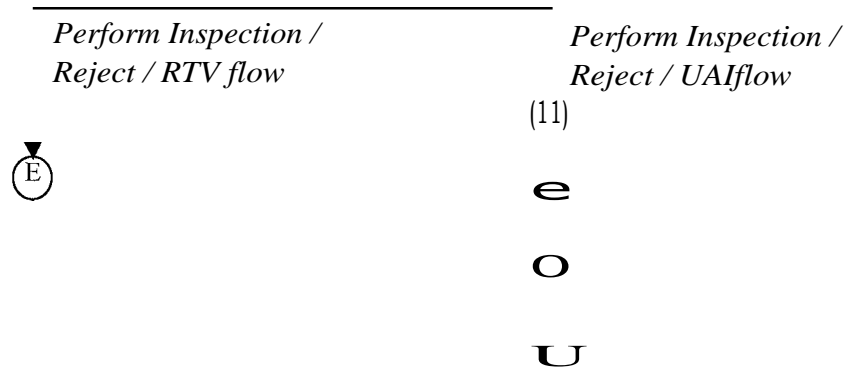 Perform Inspection /
Reject / RTV flow
Perform Inspection /
Reject / UAIflow
(11)
E
e
o
U